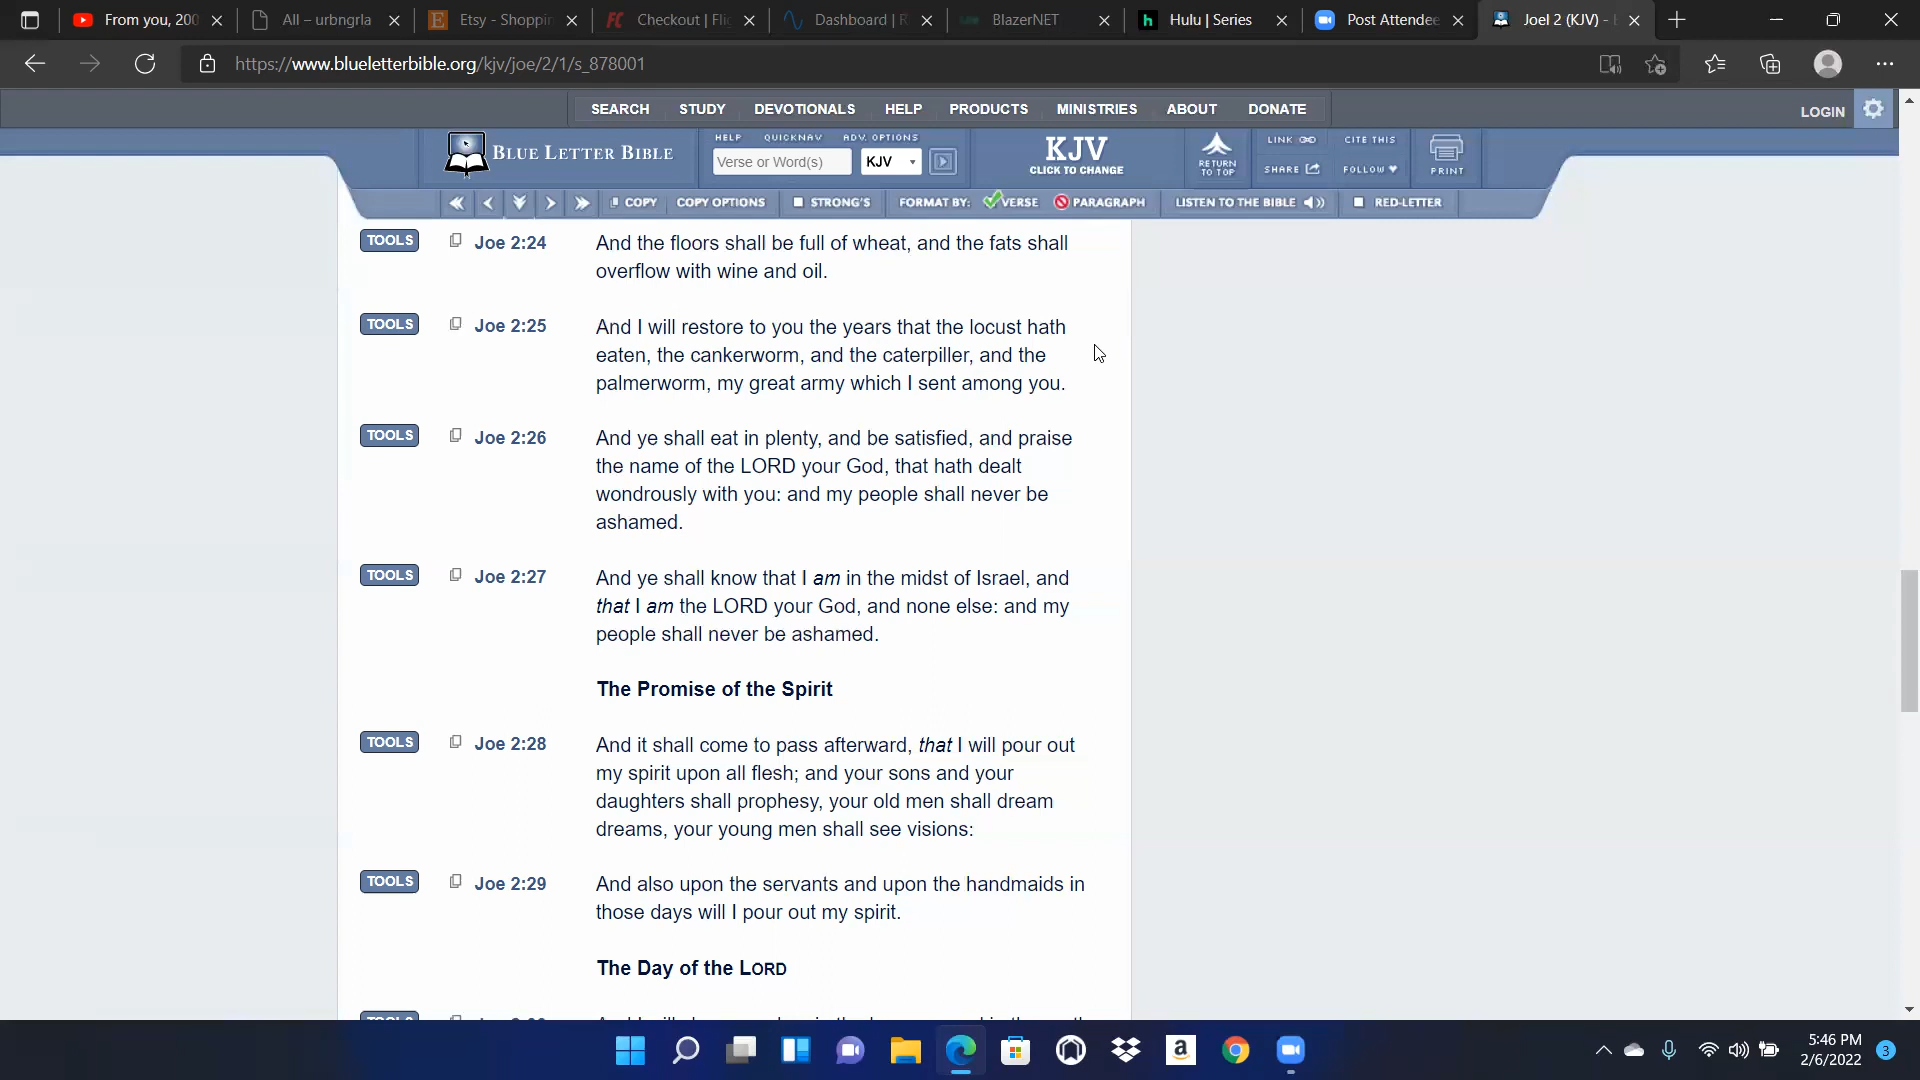 From you, 200
All – urbngrla
Etsy - Shoppin
Checkout | Flic
Dashboard | R
BlazerNET
Hulu | Series
Post Attendee
Joel 2 (KJV) -
https://www.blueletterbible.org/kjv/joe/2/1/s_878001
SEARCH STUDY DEVOTIONALS HELP PRODUCTS MINISTRIES ABOUT DONATE
LOGIN
BLUE LETTER BIBLE
HELP QUICKNAV ADV. OPTIONS
Verse or Word(s) KJV
KJV
CLICK TO CHANGE
RETURN
TO TOP
LINK CITE THIS
SHARE FOLLOW
PRINT
COPY COPY OPTIONS STRONG'S FORMAT BY: VERSE PARAGRAPH LISTEN TO THE BIBLE RED-LETTER
TOOLS Joe 2:24 And the floors shall be full of wheat, and the fats shall
overflow with wine and oil.
TOOLS Joe 2:25 And I will restore to you the years that the locust hath
eaten, the cankerworm, and the caterpiller, and the
palmerworm, my great army which I sent among you.
TOOLS Joe 2:26 And ye shall eat in plenty, and be satisfied, and praise
the name of the LORD your God, that hath dealt
wondrously with you: and my people shall never be
ashamed.
TOOLS Joe 2:27 And ye shall know that I am in the midst of Israel, and
that I am the LORD your God, and none else: and my
people shall never be ashamed.
The Promise of the Spirit
TOOLS Joe 2:28 And it shall come to pass afterward, that I will pour out
my spirit upon all flesh; and your sons and your
daughters shall prophesy, your old men shall dream
dreams, your young men shall see visions:
TOOLS Joe 2:29 And also upon the servants and upon the handmaids in
those days will I pour out my spirit.
The Day of the LORD
5:46 PM
2/6/2022
3